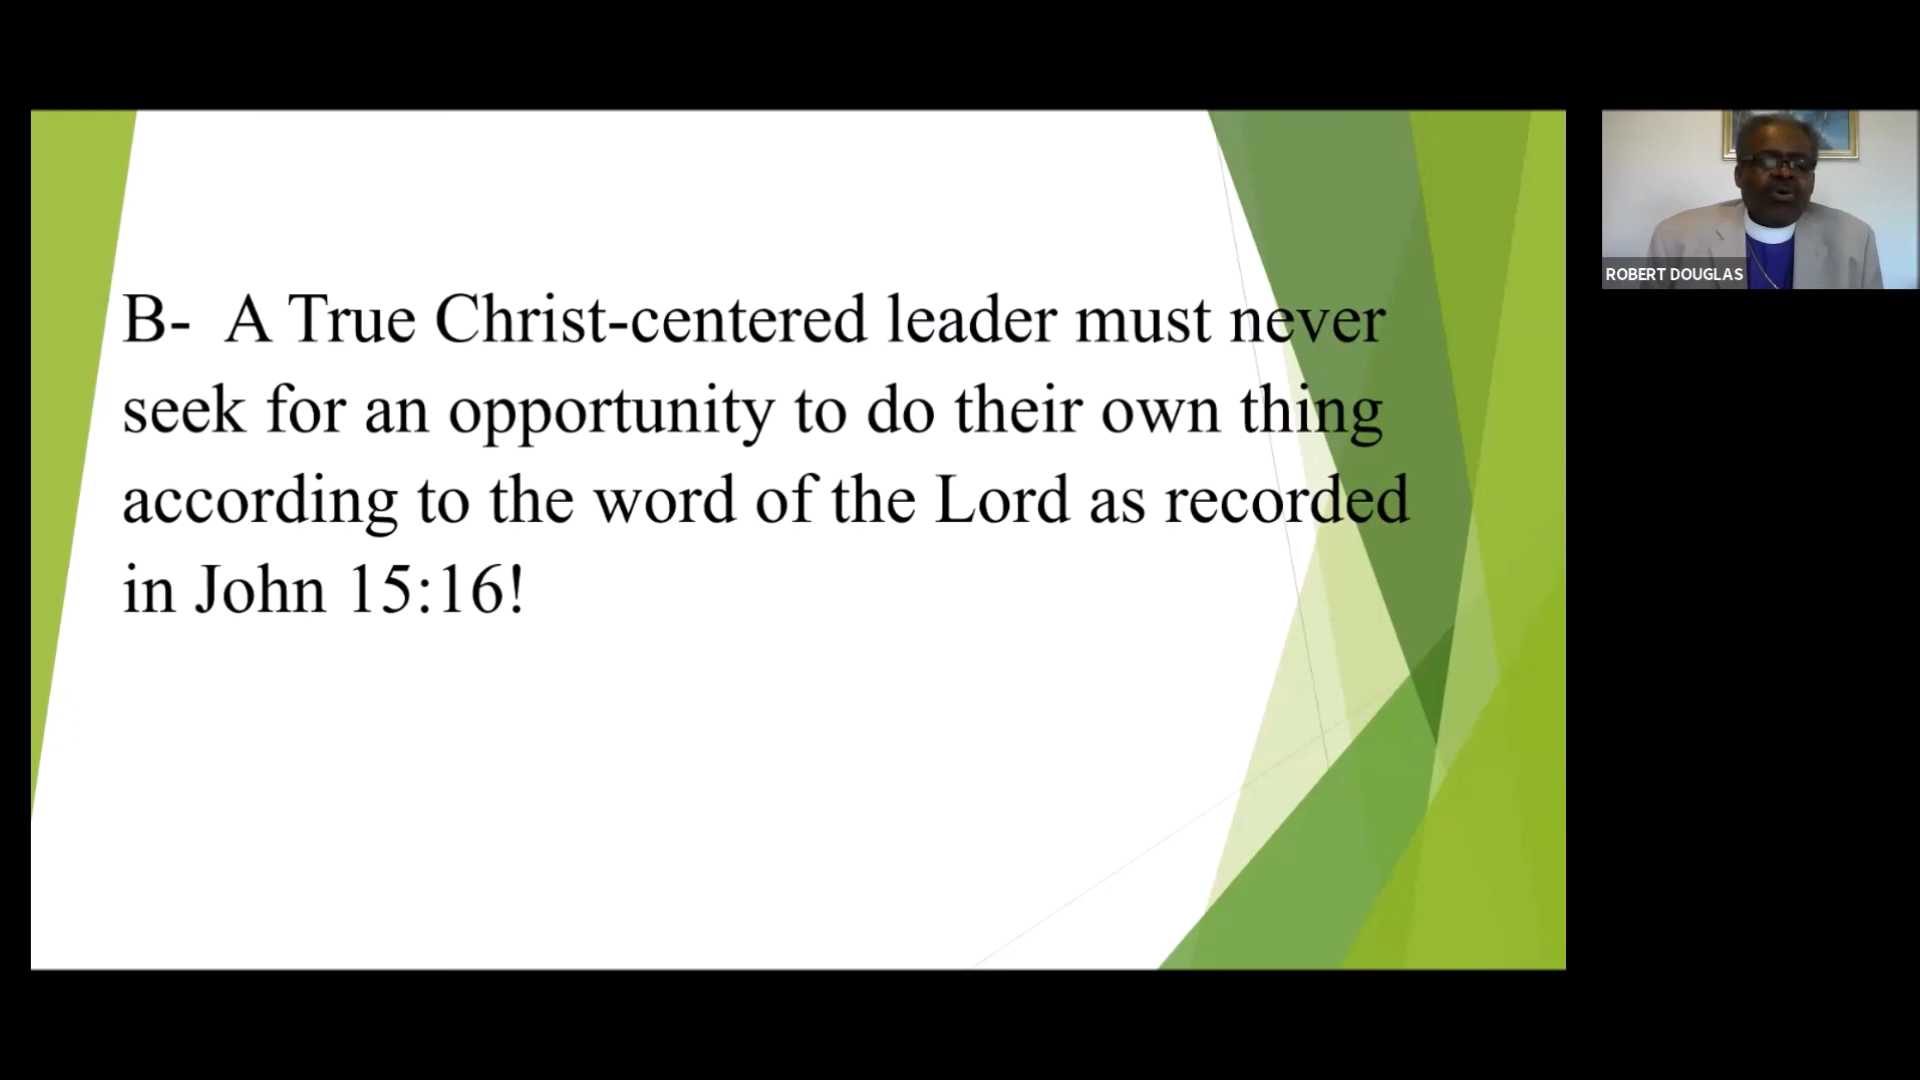 B-  A True Christ-centered leader must never
seek for an opportunity to do their own thing
according to the word of the Lord as recorded
in John 15:16!
ROBERT DOUGLAS